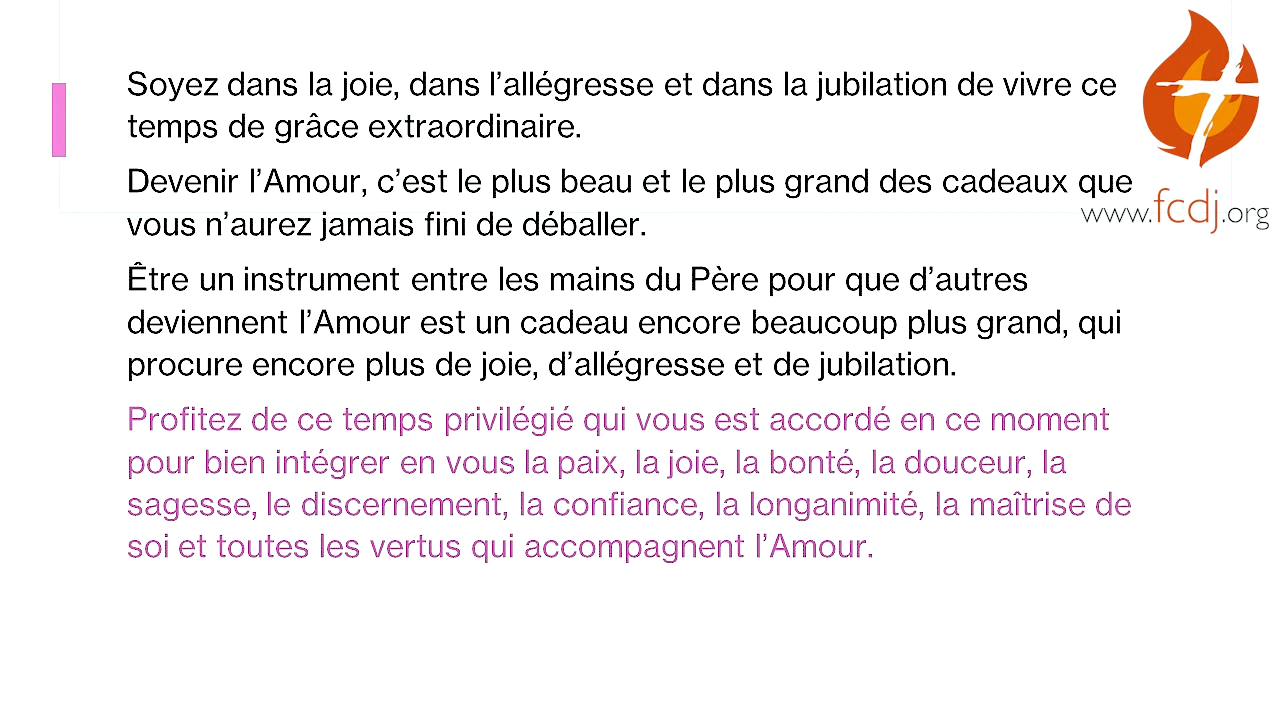 Soyez dans la joie, dans l’allégresse et dans la jubilation de vivre ce
temps de grâce extraordinaire.
Devenir l’Amour, c’est le plus beau et le plus grand des cadeaux que
vous n’aurez jamais fini de déballer.
Être un instrument entre les mains du Père pour que d’autres
deviennent l’Amour est un cadeau encore beaucoup plus grand, qui
procure encore plus de joie, d’allégresse et de jubilation.
Profitez de ce temps privilégié qui vous est accordé en ce moment
pour bien intégrer en vous la paix, la joie, la bonté, la douceur, la
sagesse, le discernement, la confiance, la longanimité, la maîtrise de
soi et toutes les vertus qui accompagnent l’Amour.
www.fcdj.org